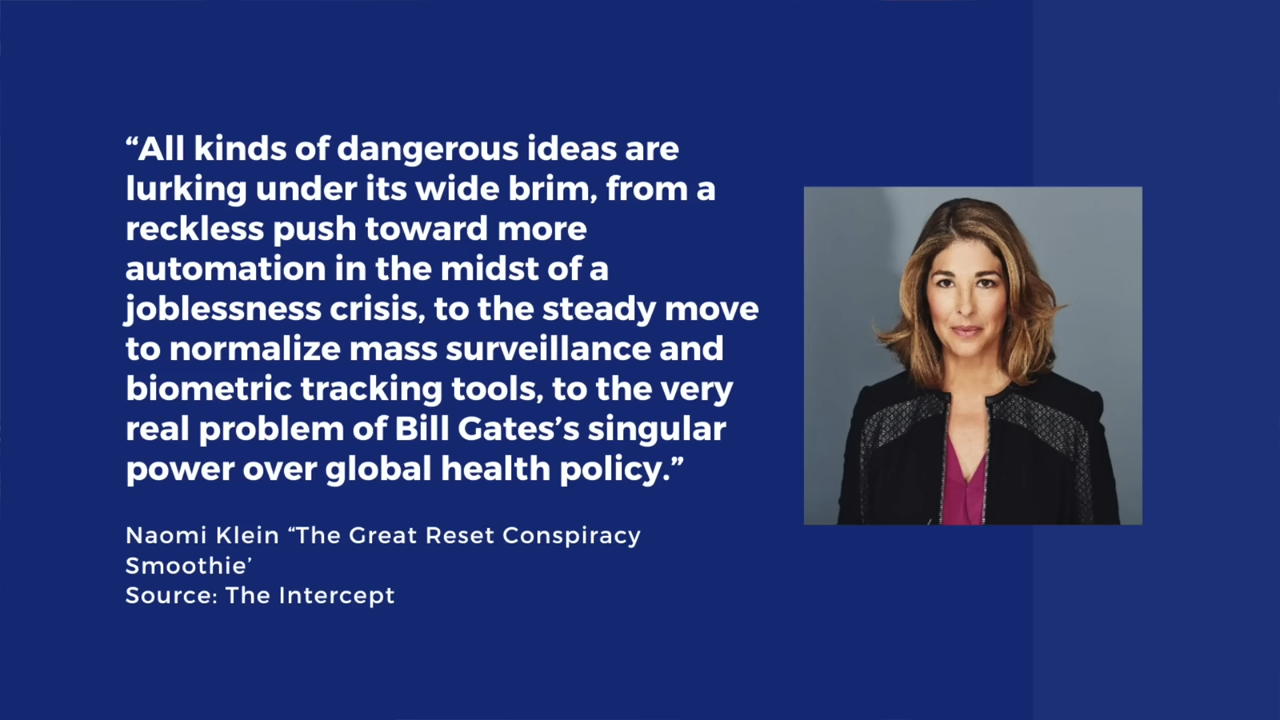 “All kinds of dangerous ideas are
lurking under its wide brim, from a
reckless push toward more
automation in the midst of a
joblessness crisis, to the steady move
to normalize mass surveillance and
biometric tracking tools, to the very
real problem of Bill Gates’s singular
power over global health policy.”
Naomi Klein “The Great Reset Conspiracy
Smoothie’
Source: The Intercept